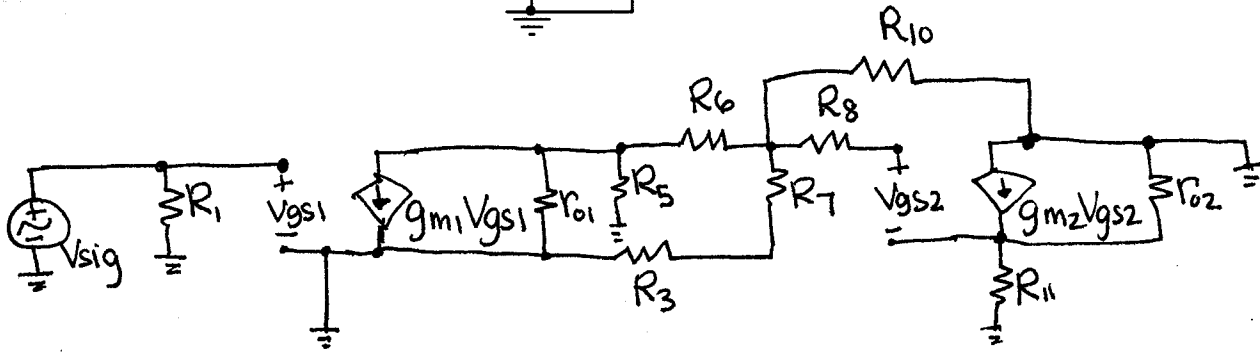 R10
R6
R8
+
R1
+
Vgs1
−
gm1Vgs1
ro1
R5
R7
+
Vgs2
−
gm2Vgs2
ro2
+
−
Vsig
R3
R11